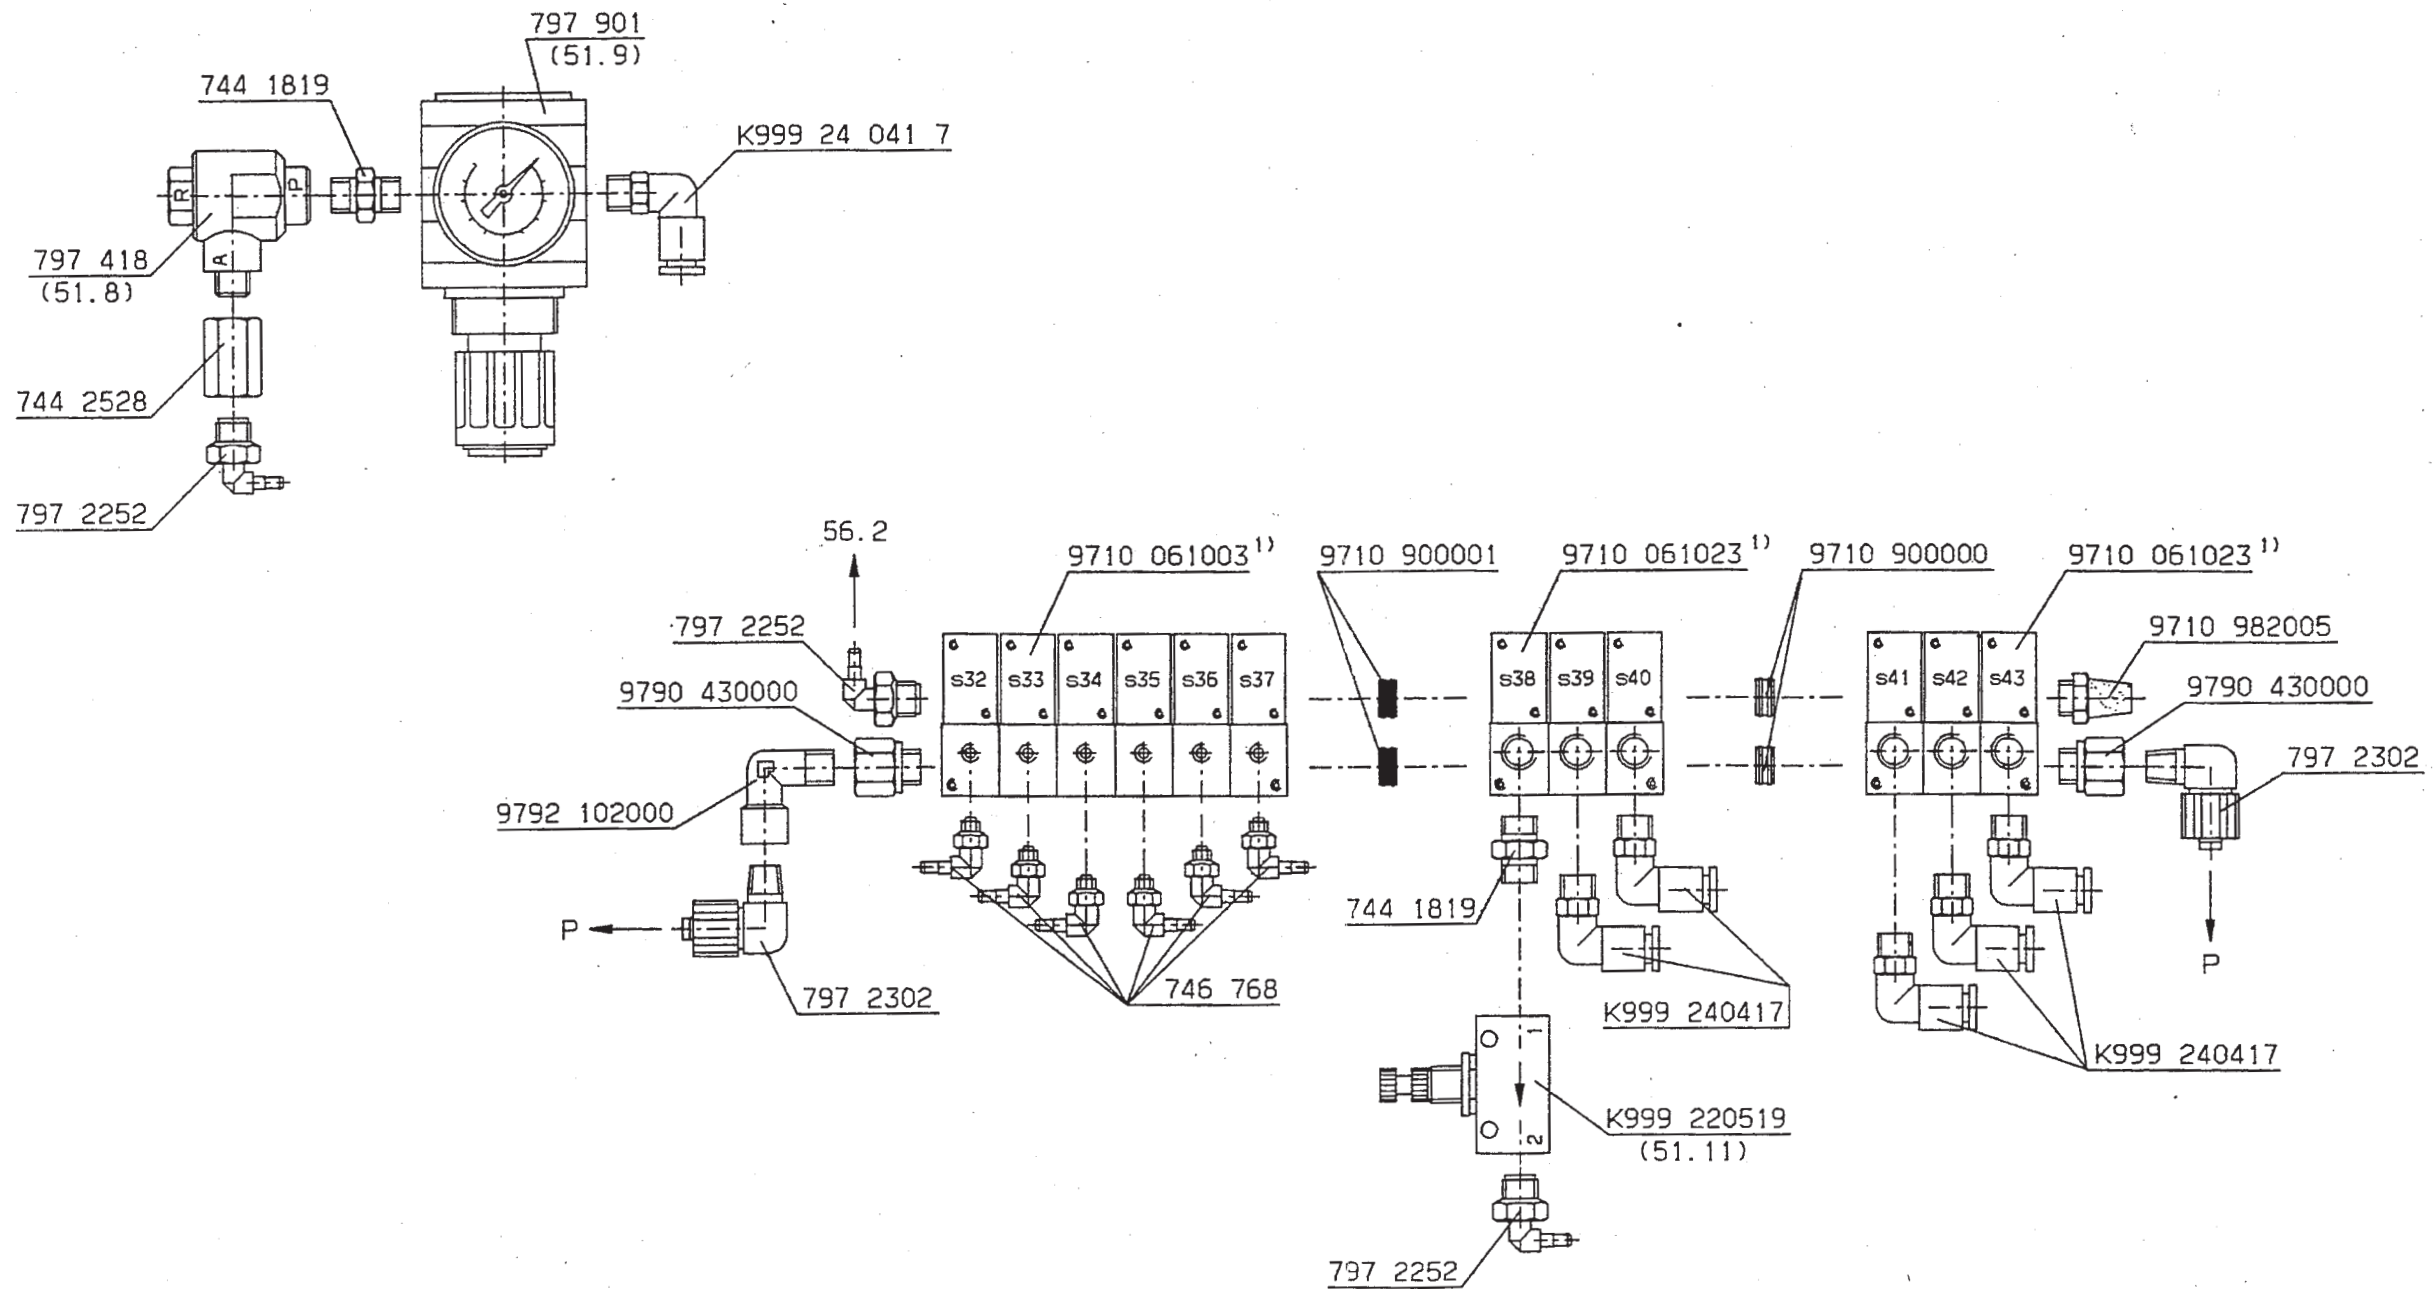 797 901
(51.9)
744 1819
K999 24 041 7
R
P
A
797 418
(51.8)
744 2528
797 2252
56.2
9710 061003 1)
9710 900001
9710 061023 1)
9710 900000
9710 061023 1)
797 2252
9710 982005
s32 s33 s34 s35 s36 s37
s38 s39 s40
s41 s42 s43
9790 430000
9790 430000
797 2302
9792 102000
744 1819
P
P
797 2302
746 768
K999 240417
K999 240417
1
K999 220519
(51.11)
2
797 2252